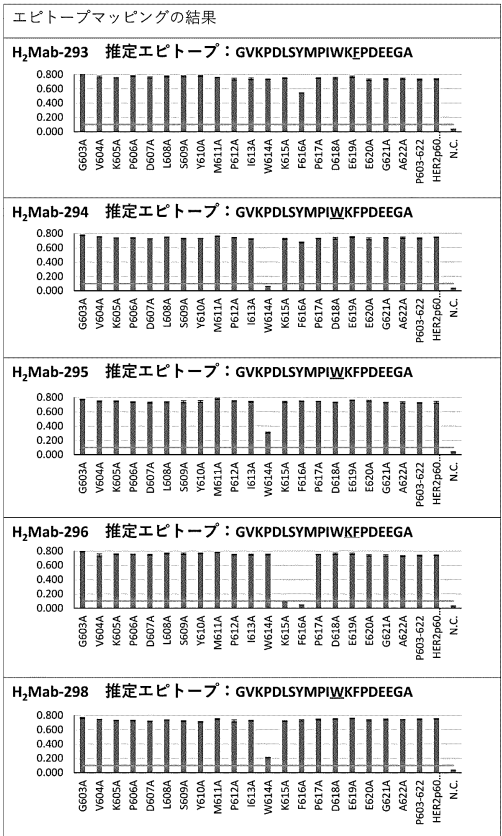 エピトープマッピングの結果
H₂Mab-293 推定エピトープ：GVKPDLSYMPIWKFPDEEGA
0.800
0.600
0.400
0.200
0.000
G603A V604A K605A P606A D607A L608A S609A Y610A M611A P612A I613A W614A K615A F616A P617A D618A E619A E620A G621A A622A P603-622 HER2p60... N.C.
H₂Mab-294 推定エピトープ：GVKPDLSYMPIWKFPDEEGA
0.800
0.600
0.400
0.200
0.000
G603A V604A K605A P606A D607A L608A S609A Y610A M611A P612A I613A W614A K615A F616A P617A D618A E619A E620A G621A A622A P603-622 HER2p60... N.C.
H₂Mab-295 推定エピトープ：GVKPDLSYMPIWKFPDEEGA
0.800
0.600
0.400
0.200
0.000
G603A V604A K605A P606A D607A L608A S609A Y610A M611A P612A I613A W614A K615A F616A P617A D618A E619A E620A G621A A622A P603-622 HER2p60... N.C.
H₂Mab-296 推定エピトープ：GVKPDLSYMPIWKFPDEEGA
0.800
0.600
0.400
0.200
0.000
G603A V604A K605A P606A D607A L608A S609A Y610A M611A P612A I613A W614A K615A F616A P617A D618A E619A E620A G621A A622A P603-622 HER2p60... N.C.
H₂Mab-298 推定エピトープ：GVKPDLSYMPIWKFPDEEGA
0.800
0.600
0.400
0.200
0.000
G603A V604A K605A P606A D607A L608A S609A Y610A M611A P612A I613A W614A K615A F616A P617A D618A E619A E620A G621A A622A P603-622 HER2p60... N.C.